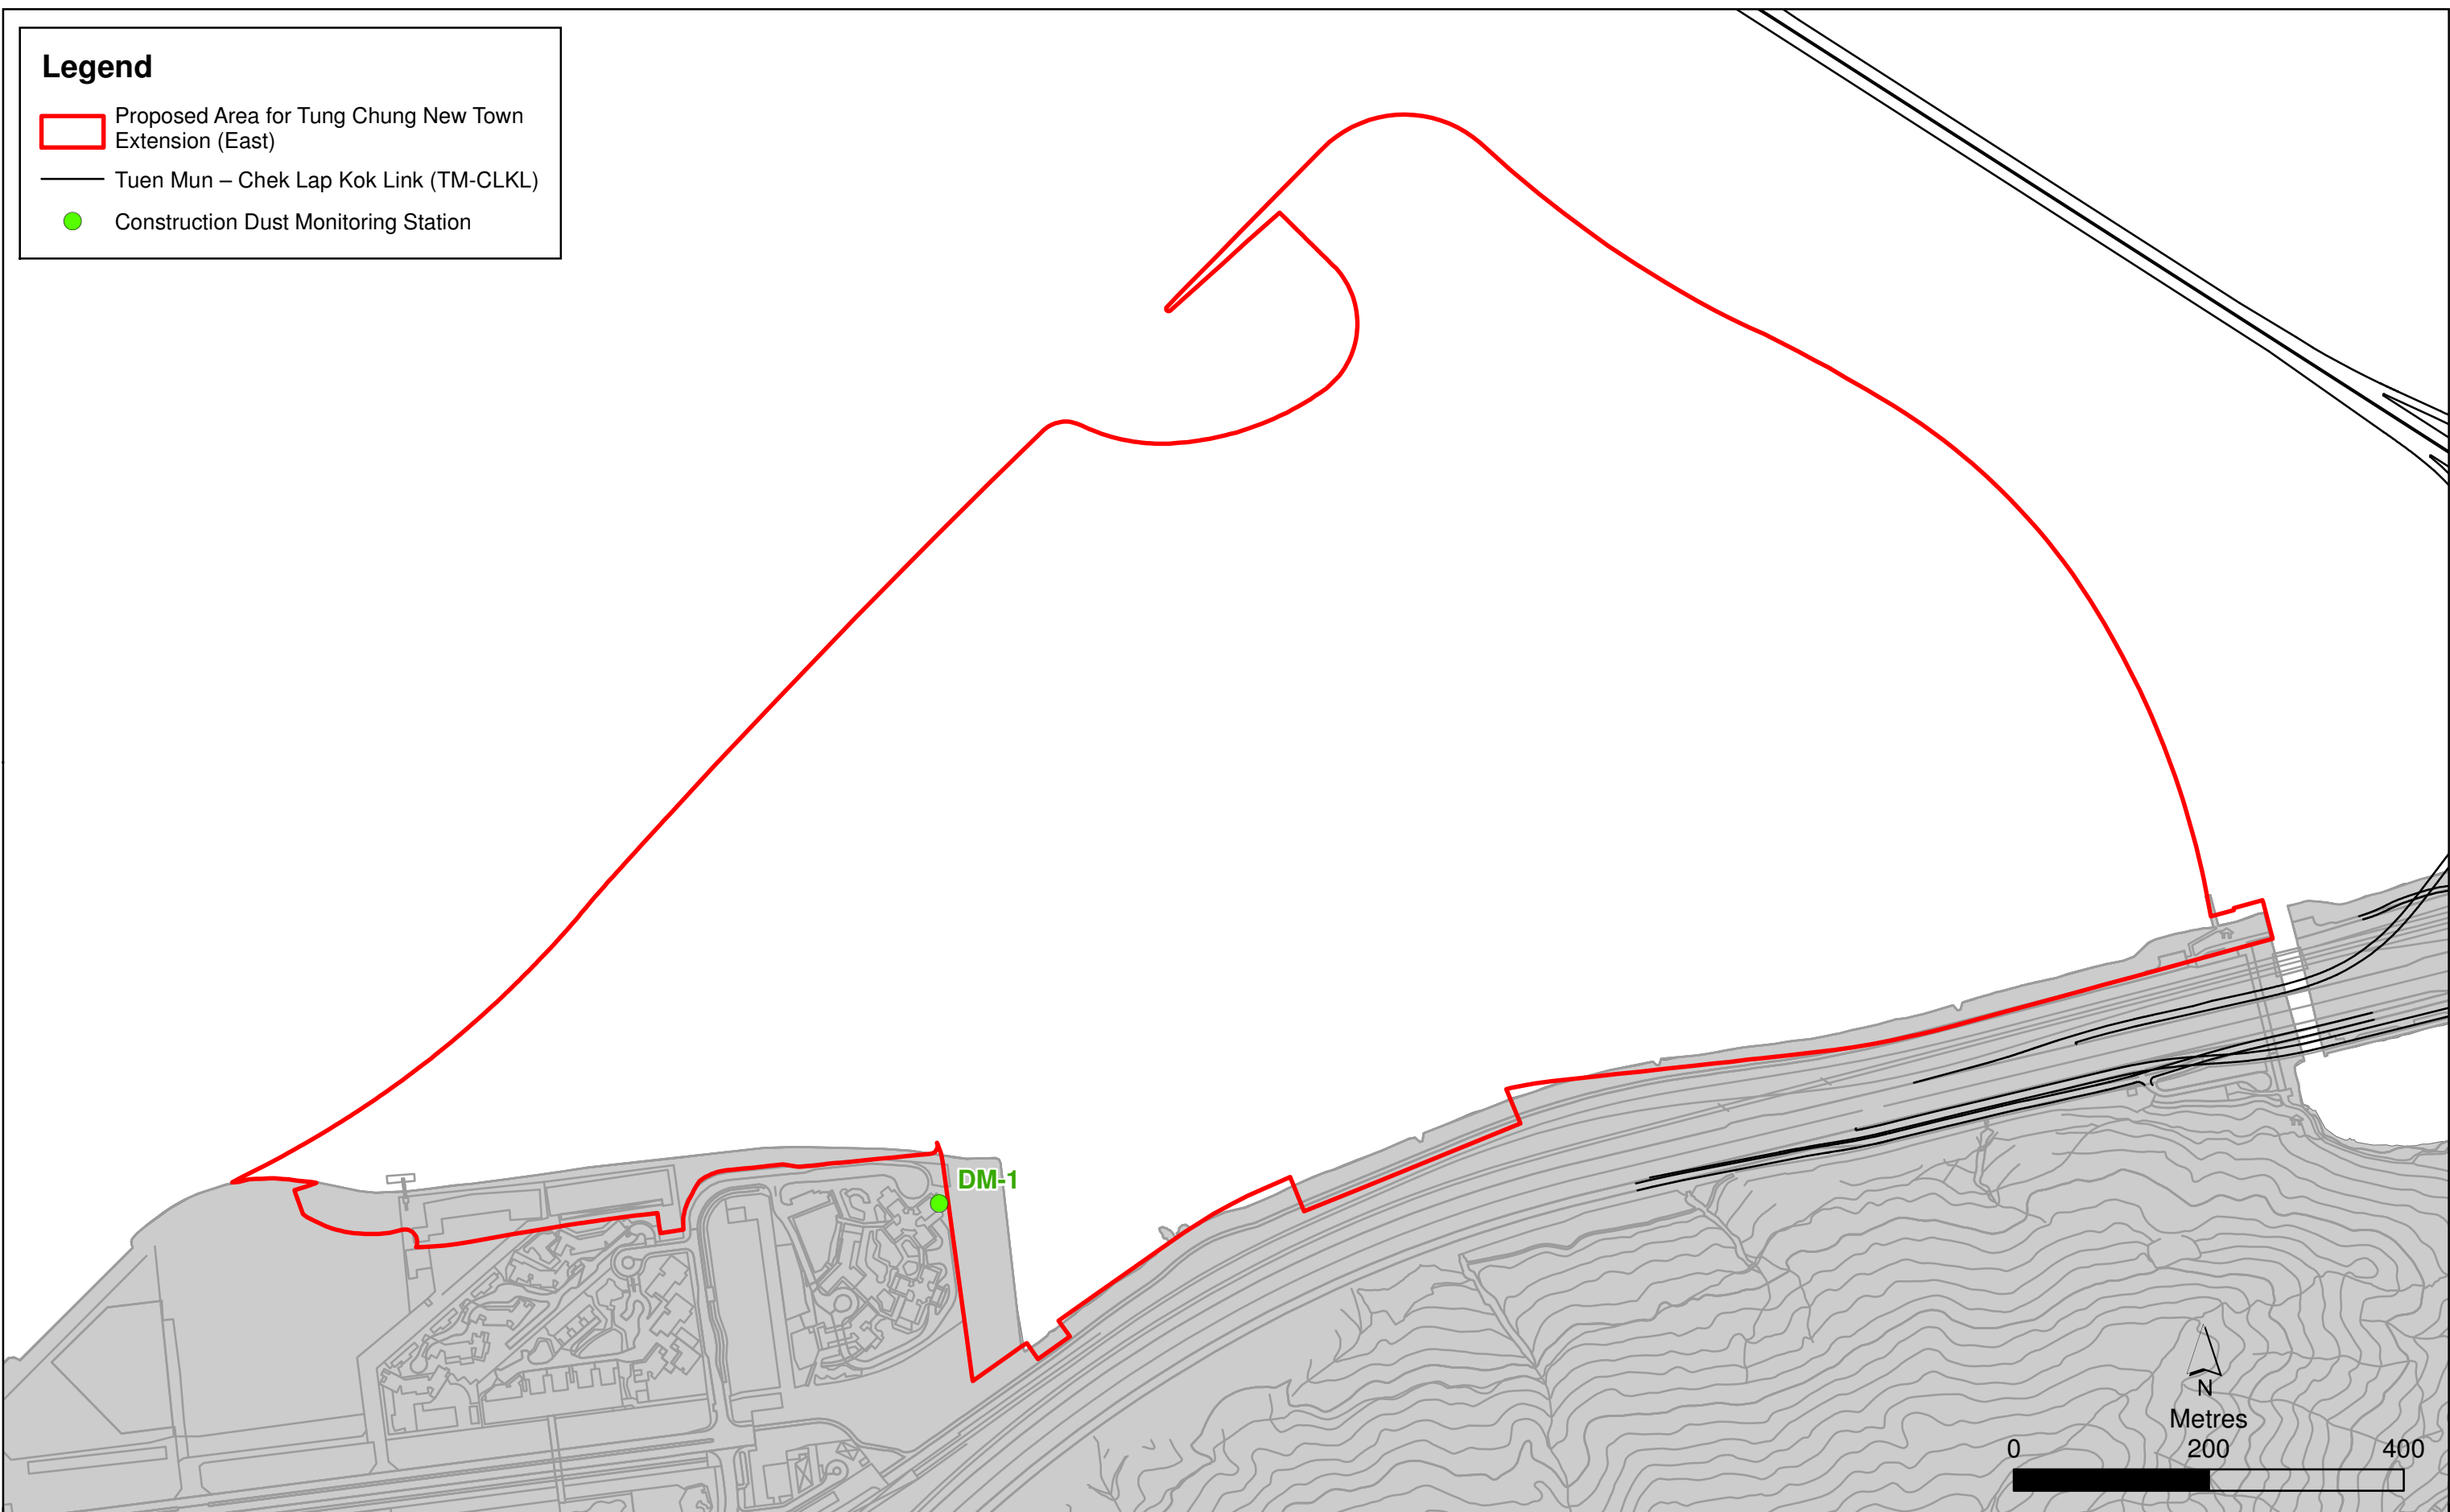 Legend
Proposed Area for Tung Chung New Town
Extension (East)
Tuen Mun – Chek Lap Kok Link (TM-CLKL)
Construction Dust Monitoring Station
DM-1
N
Metres
0 200 400